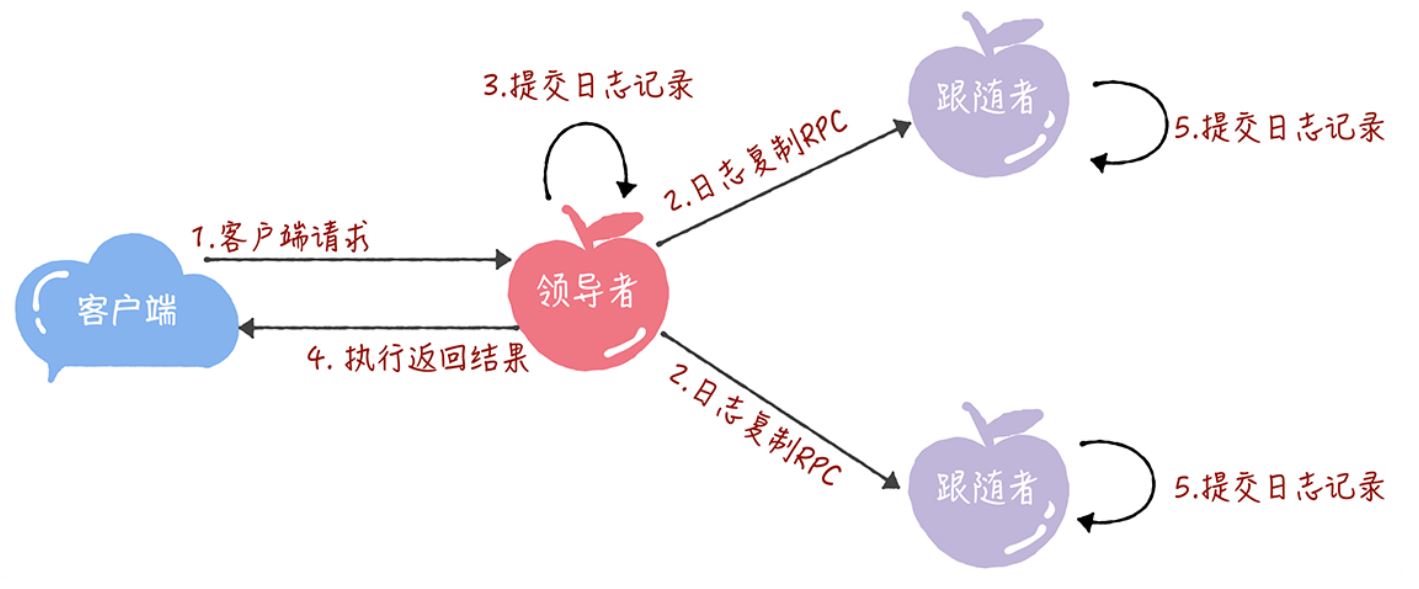 3.提交日志记录
跟随者
5.提交日志记录
2.日志复制RPC
1.客户端请求
客户端
领导者
4. 执行返回结果
2.日志复制RPC
跟随者
5.提交日志记录